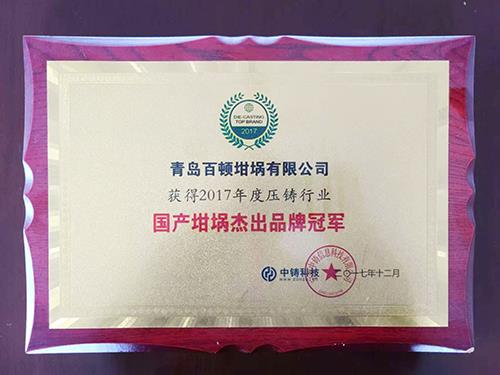 DIE-CASTING
TOP BRAND
2017
青岛百顿坩埚有限公司
获得2017年度压铸行业
国产坩埚杰出品牌冠军
中铸科技
二〇一七年十二月